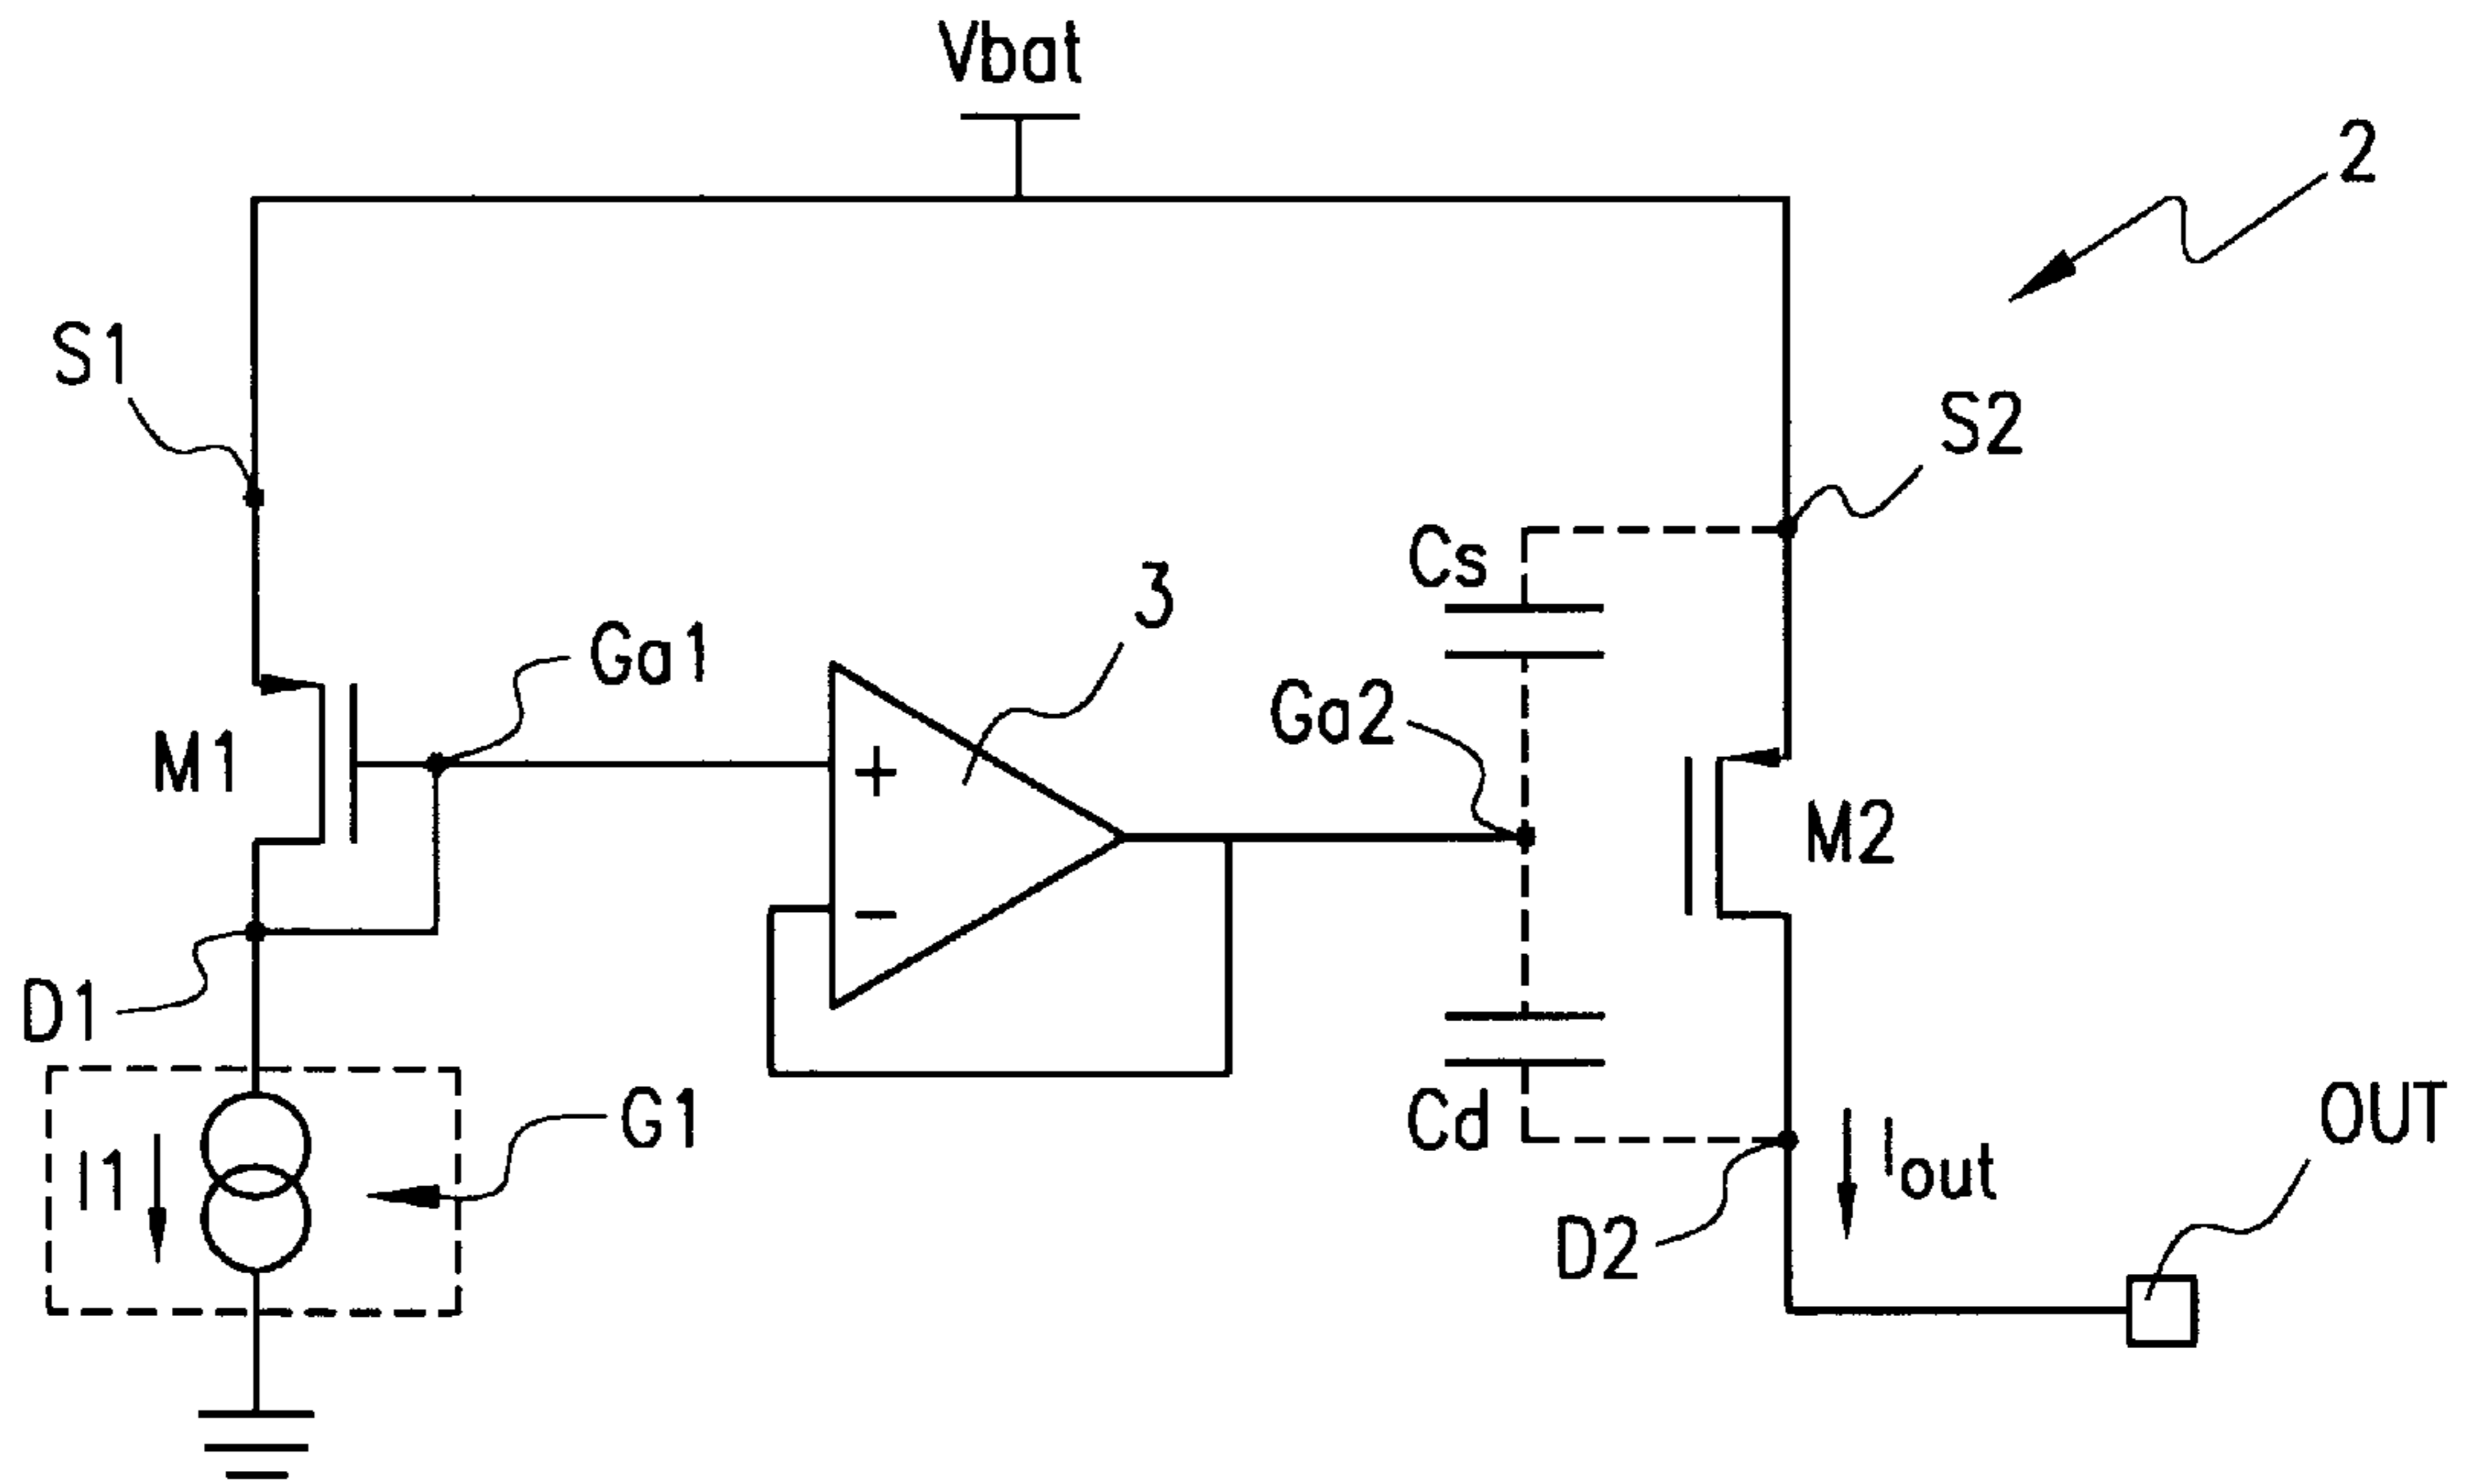 Vbat
2
S1
S2
Cs
3
Ga1
Ga2
M1
+
M2
−
D1
G1
Cd
OUT
I1
Iout
D2